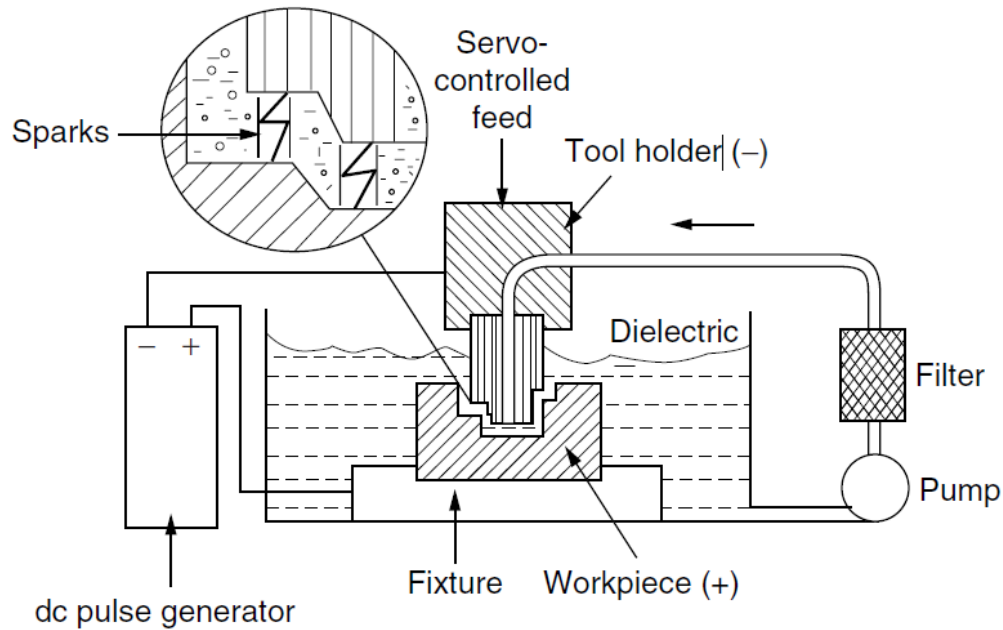 Servo-
controlled
feed
Sparks
Tool holder (−)
Dielectric
− +
Filter
Pump
Fixture
Workpiece (+)
dc pulse generator